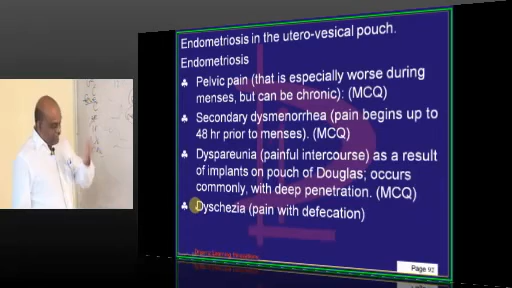 Endometriosis in the utero-vesical pouch.
Endometriosis
Pelvic pain (that is especially worse during
menses, but can be chronic): (MCQ)
Secondary dysmenorrhea (pain begins up to
48 hr prior to menses). (MCQ)
Dyspareunia (painful intercourse) as a result
of implants on pouch of Douglas; occurs
commonly, with deep penetration. (MCQ)
Dyschezia (pain with defecation)
Page 90